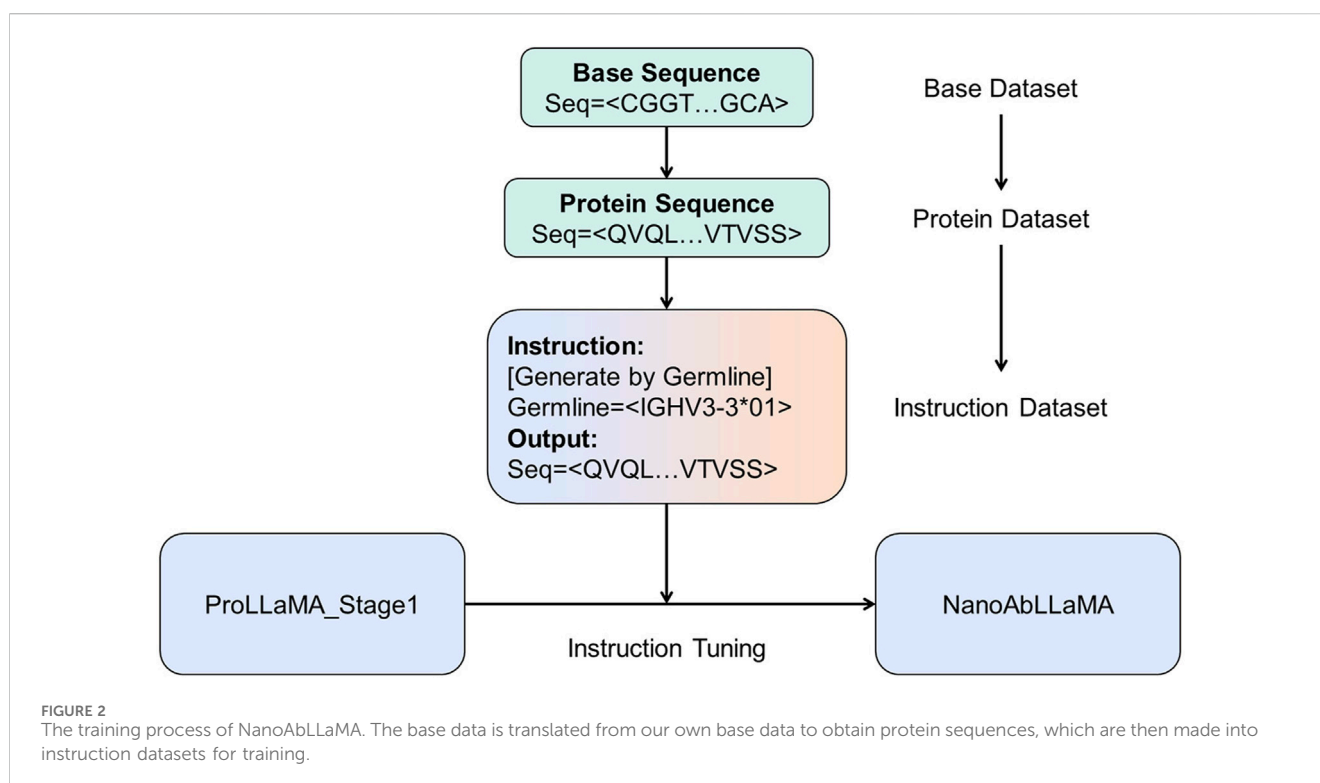 Base Sequence
Seq=<CGGT...GCA>
Protein Sequence
Seq=<QVQL...VTVSS>
Instruction:
[Generate by Germline]
Germline=<IGHV3-3*01>
Output:
Seq=<QVQL...VTVSS>
Base Dataset
Protein Dataset
Instruction Dataset
ProLLaMA_Stage1
Instruction Tuning
NanoAbLLaMA
FIGURE 2
The training process of NanoAbLLaMA. The base data is translated from our own base data to obtain protein sequences, which are then made into
instruction datasets for training.